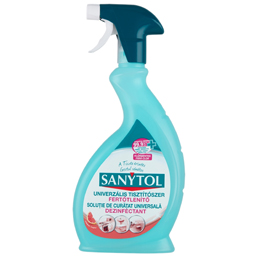 SANYTOL
UNIVERZÁLIS TISZTÍTÓSZER
FERTŐTLENÍTŐ
SOLUȚIE DE CURĂȚAT UNIVERSALĂ
DEZINFECTANT